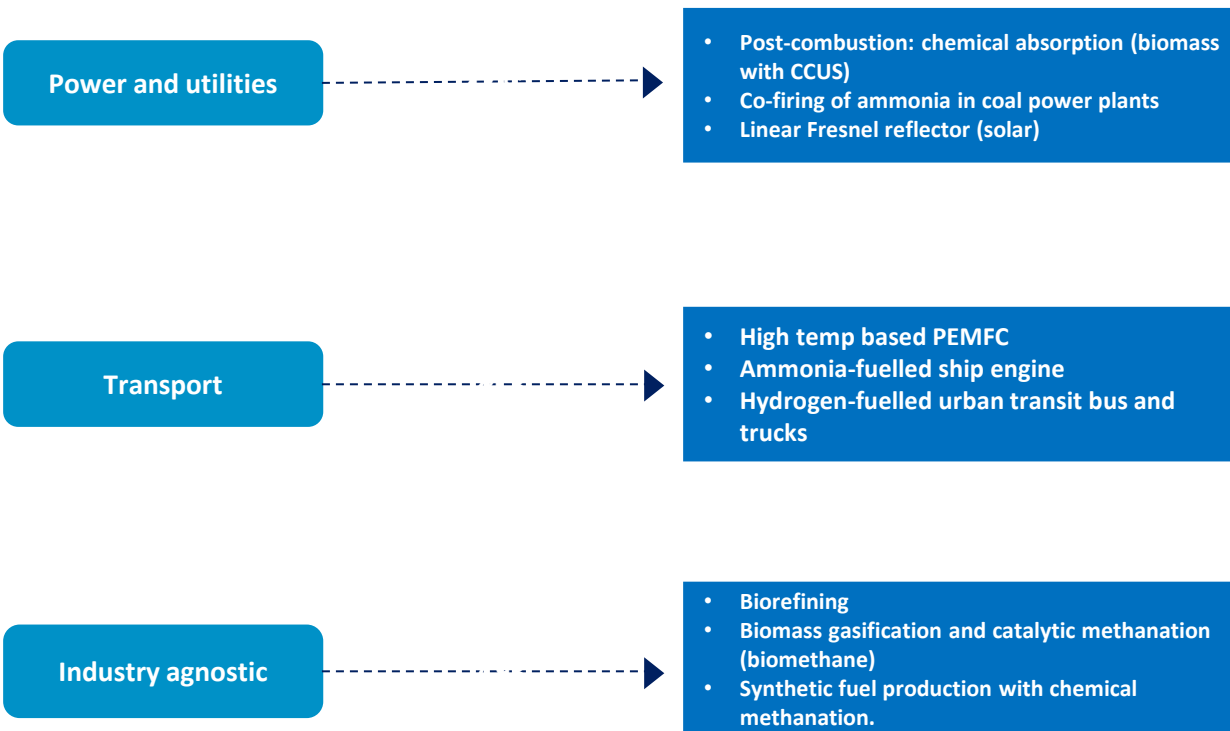 Power and utilities
• Post-combustion: chemical absorption (biomass
with CCUS)
• Co-firing of ammonia in coal power plants
• Linear Fresnel reflector (solar)
Transport
• High temp based PEMFC
• Ammonia-fuelled ship engine
• Hydrogen-fuelled urban transit bus and
trucks
Industry agnostic
• Biorefining
• Biomass gasification and catalytic methanation
(biomethane)
• Synthetic fuel production with chemical
methanation.